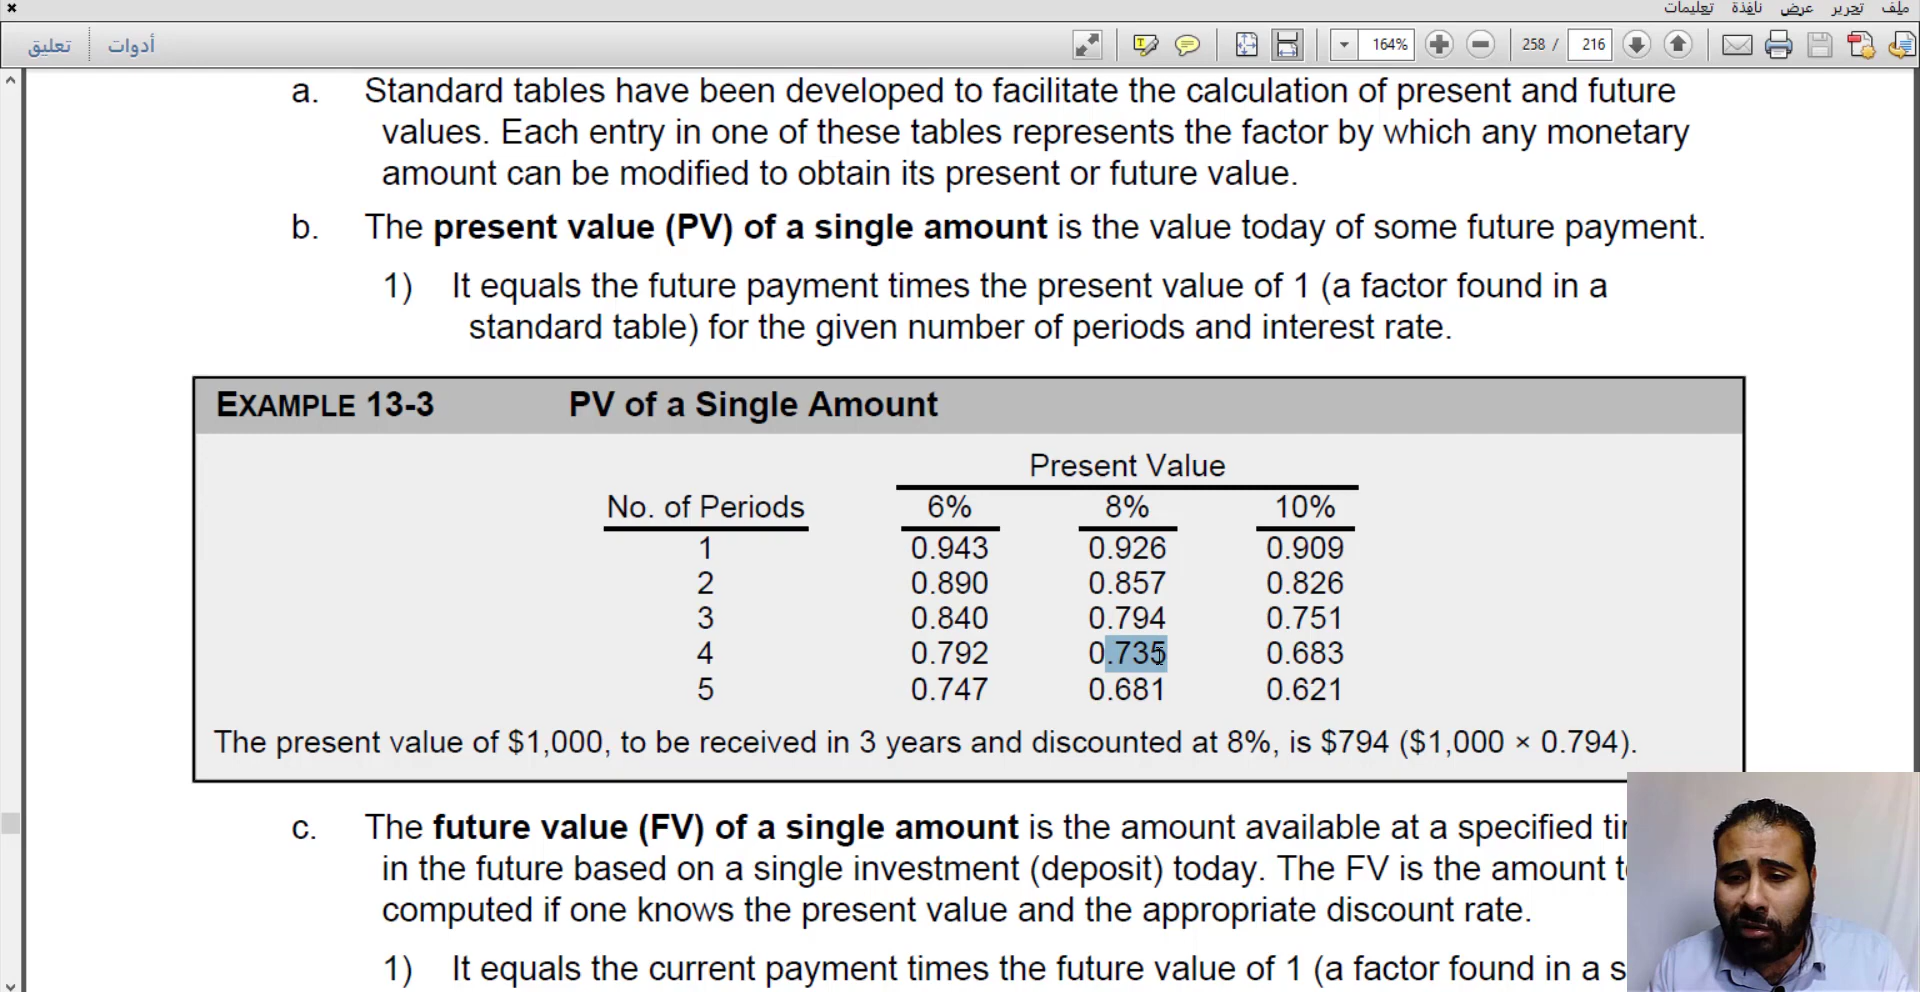 ملف تحرير عرض نافذة تعليمات
أدوات تعليق
164% 258 / 216
a. Standard tables have been developed to facilitate the calculation of present and future
values. Each entry in one of these tables represents the factor by which any monetary
amount can be modified to obtain its present or future value.
b. The present value (PV) of a single amount is the value today of some future payment.
1) It equals the future payment times the present value of 1 (a factor found in a
standard table) for the given number of periods and interest rate.
EXAMPLE 13-3 PV of a Single Amount
Present Value
No. of Periods 6% 8% 10%
1 0.943 0.926 0.909
2 0.890 0.857 0.826
3 0.840 0.794 0.751
4 0.792 0.735 0.683
5 0.747 0.681 0.621
The present value of $1,000, to be received in 3 years and discounted at 8%, is $794 ($1,000 × 0.794).
c. The future value (FV) of a single amount is the amount available at a specified
in the future based on a single investment (deposit) today. The FV is the amount
computed if one knows the present value and the appropriate discount rate.
1) It equals the current payment times the future value of 1 (a factor found in a